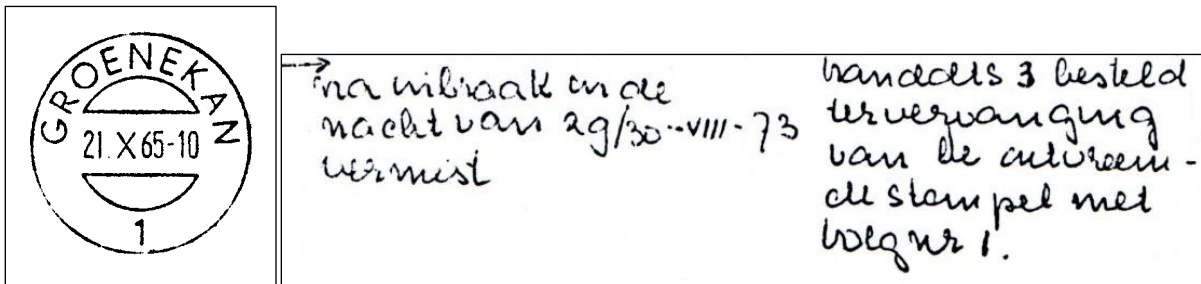 GROENEKAN
21.X65-10
1
na inbraak in de
nacht van 29/30-VIII-73
vermist
handols 3 besteld
ter vervanging
van de ontvreem-
de stempel met
volgnr 1.